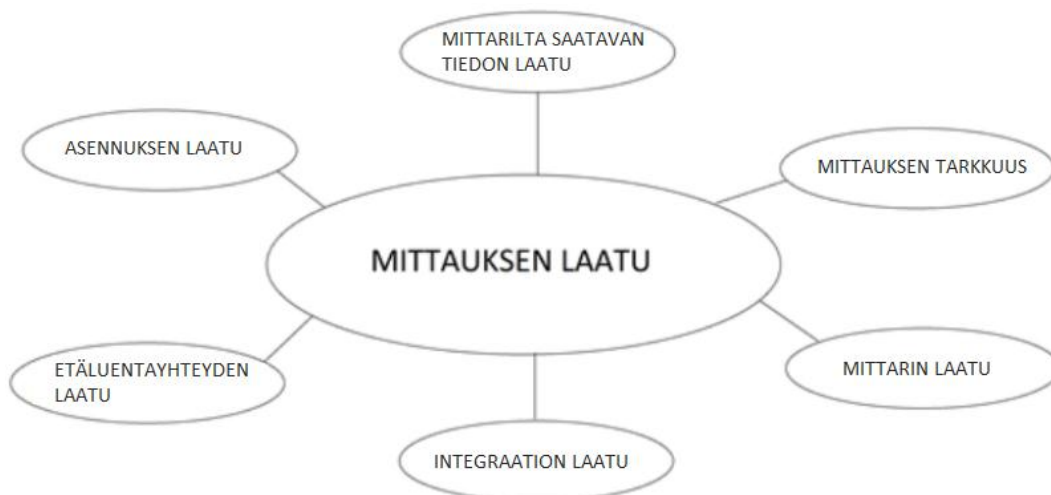 MITTARILTA SAATAVAN
TIEDON LAATU
ASENNUKSEN LAATU
MITTAUKSEN TARKKUUS
MITTAUKSEN LAATU
ETÄLUENTAYHTEYDEN
LAATU
MITTARIN LAATU
INTEGRAATION LAATU